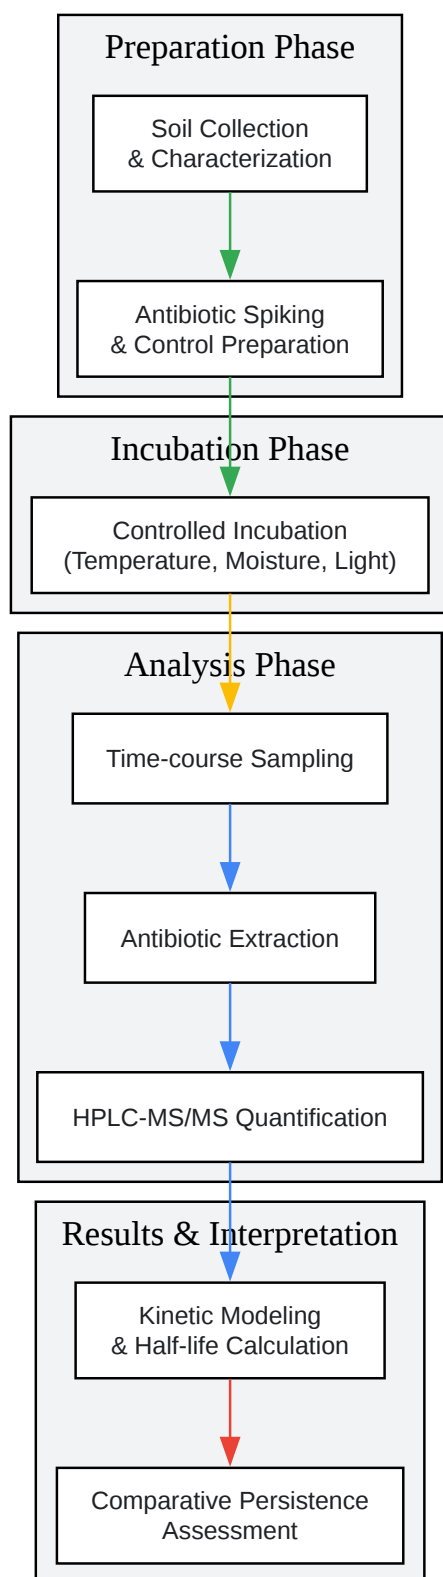 Preparation Phase
Soil Collection
& Characterization
Antibiotic Spiking
& Control Preparation
Incubation Phase
Controlled Incubation
(Temperature, Moisture, Light)
Analysis Phase
Time-course Sampling
Antibiotic Extraction
HPLC-MS/MS Quantification
Results & Interpretation
Kinetic Modeling
& Half-life Calculation
Comparative Persistence
Assessment